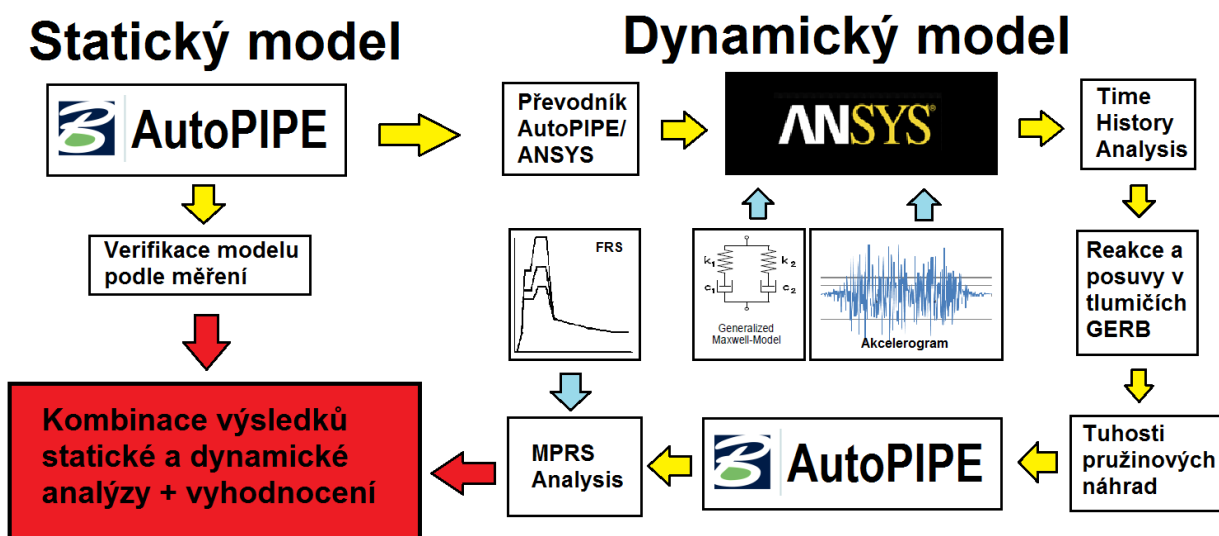 Statický model
Dynamický model
AutoPIPE
Převodník
AutoPIPE/
ANSYS
ANSYS®
Time
History
Analysis
Verifikace modelu
podle měření
FRS
k1
k2
c1
c2
Generalized
Maxwell-Model
Akcelerogram
Reakce a
posuvy v
tlumičích
GERB
Kombinace výsledků
statické a dynamické
analýzy + vyhodnocení
MPRS
Analysis
AutoPIPE
Tuhosti
pružinových
náhrad